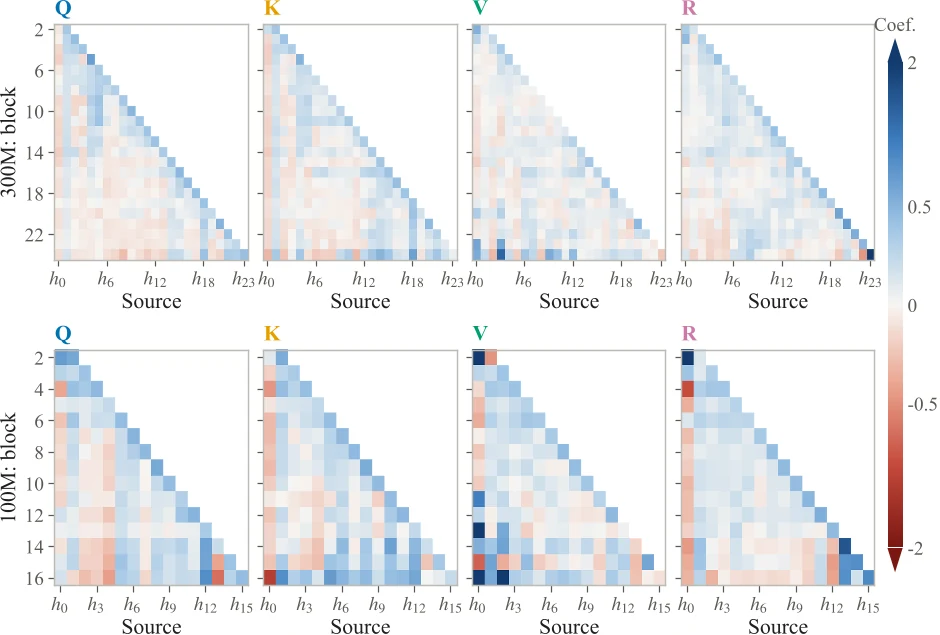 Q K V R
Coef.
300M: block
2
6
10
14
18
22
h0 h6 h12 h18 h23
h0 h6 h12 h18 h23
h0 h6 h12 h18 h23
h0 h6 h12 h18 h23
Source Source Source Source
2
0.5
0
-0.5
-2
Q K V R
100M: block
2
4
6
8
10
12
14
16
h0 h3 h6 h9 h12 h15
h0 h3 h6 h9 h12 h15
h0 h3 h6 h9 h12 h15
h0 h3 h6 h9 h12 h15
Source Source Source Source